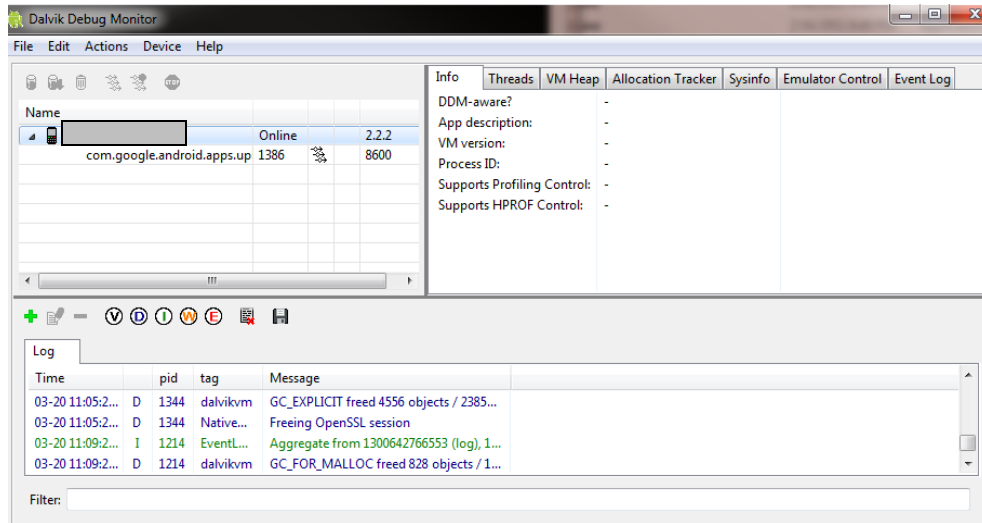 Dalvik Debug Monitor
File Edit Actions Device Help
Name
Online 2.2.2
com.google.android.apps.up 1386 8600
Info Threads VM Heap Allocation Tracker Sysinfo Emulator Control Event Log
DDM-aware? -
App description: -
VM version: -
Process ID: -
Supports Profiling Control: -
Supports HPROF Control: -
V D I W E
Log
Time pid tag Message
03-20 11:05:2... D 1344 dalvikvm GC_EXPLICIT freed 4556 objects / 2385...
03-20 11:05:2... D 1344 Native... Freeing OpenSSL session
03-20 11:09:2... I 1214 EventL... Aggregate from 1300642766553 (log), 1...
03-20 11:09:2... D 1214 dalvikvm GC_FOR_MALLOC freed 828 objects / 1...
Filter: